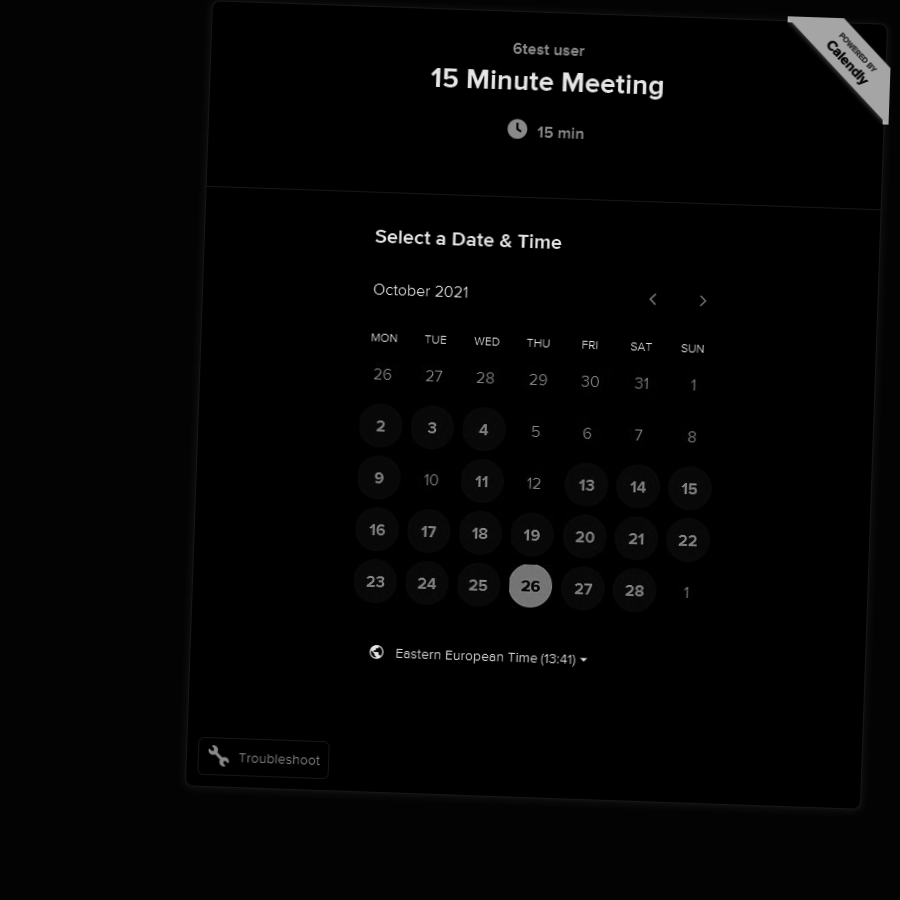 6test user
POWERED BY
Calendly
15 Minute Meeting
15 min
Select a Date & Time
October 2021
MON TUE WED THU FRI SAT SUN
26 27 28 29 30 31 1
2 3 4 5 6 7 8
9 10 11 12 13 14 15
16 17 18 19 20 21 22
23 24 25 26 27 28 1
Eastern European Time (13:41)
Troubleshoot